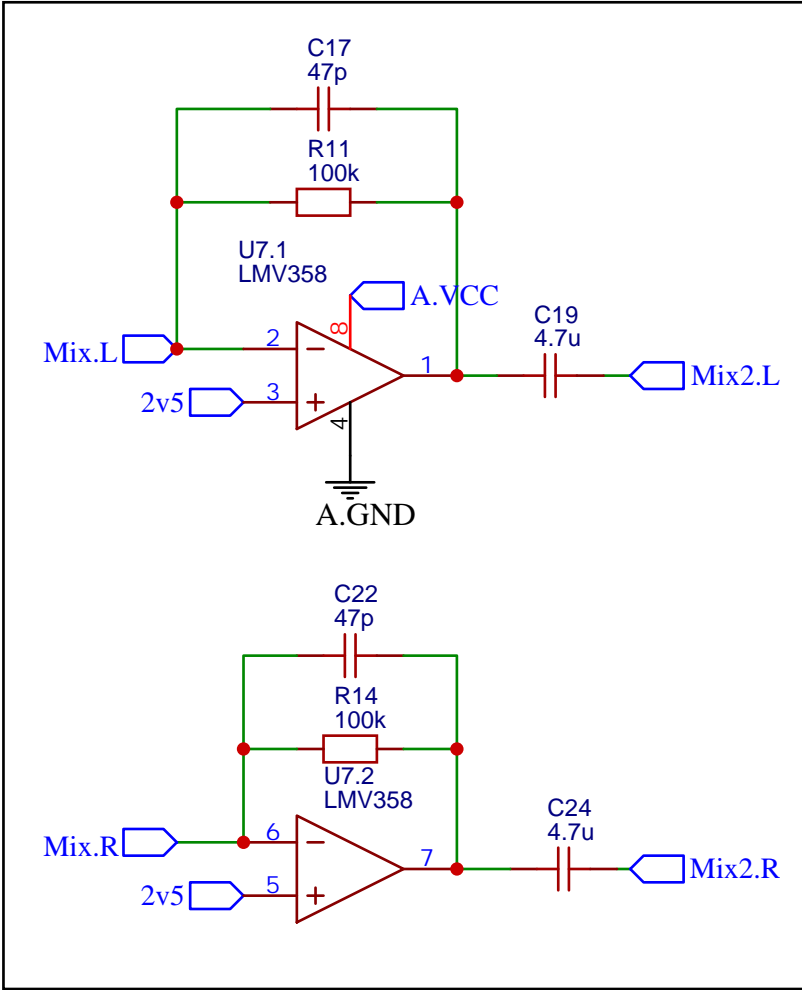 C17
47p
R11
100k
U7.1
LMV358
A.VCC
8
Mix.L
2
−
1
C19
4.7u
Mix2.L
2v5
3
+
4
A.GND
C22
47p
R14
100k
U7.2
LMV358
Mix.R
6
−
7
C24
4.7u
Mix2.R
2v5
5
+